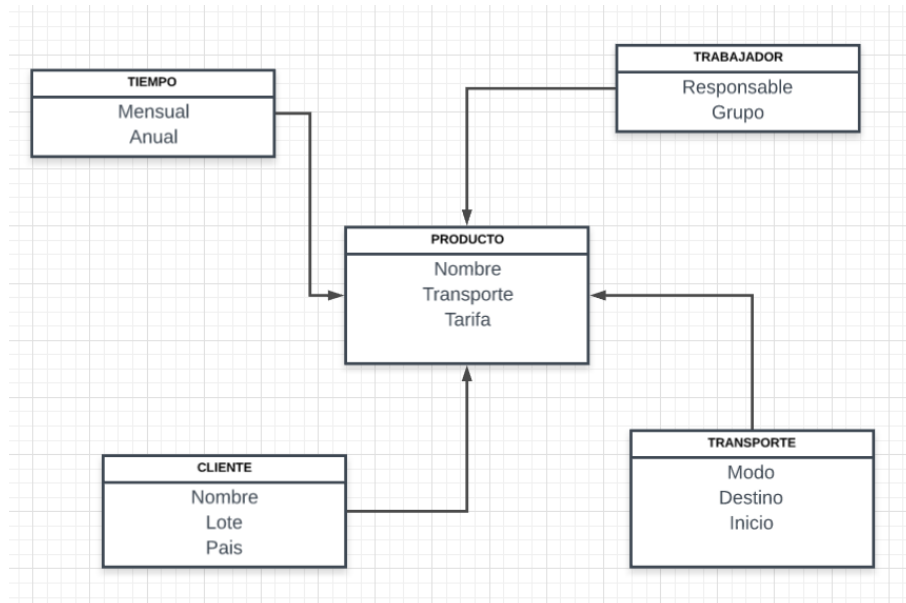 TIEMPO
Mensual
Anual
TRABAJADOR
Responsable
Grupo
PRODUCTO
Nombre
Transporte
Tarifa
CLIENTE
Nombre
Lote
Pais
TRANSPORTE
Modo
Destino
Inicio